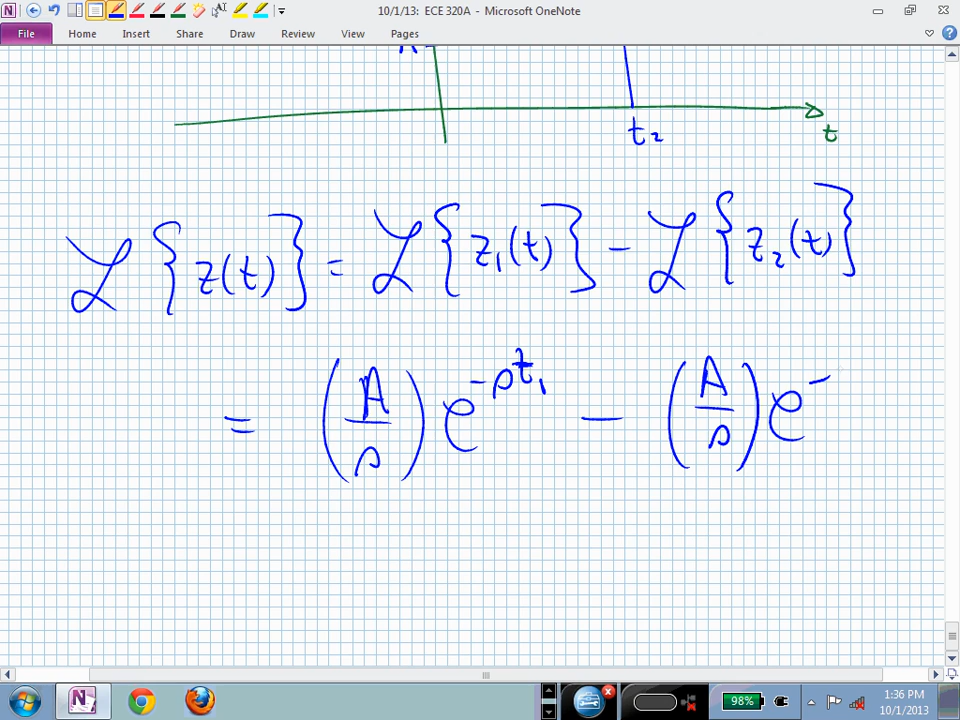 10/1/13: ECE 320A - Microsoft OneNote
File Home Insert Share Draw Review View Pages
t₂ t
ℒ{z(t)} = ℒ{z₁(t)} - ℒ{z₂(t)}
= (A/s) e^-st₁ - (A/s) e^-
98% 1:36 PM
10/1/2013